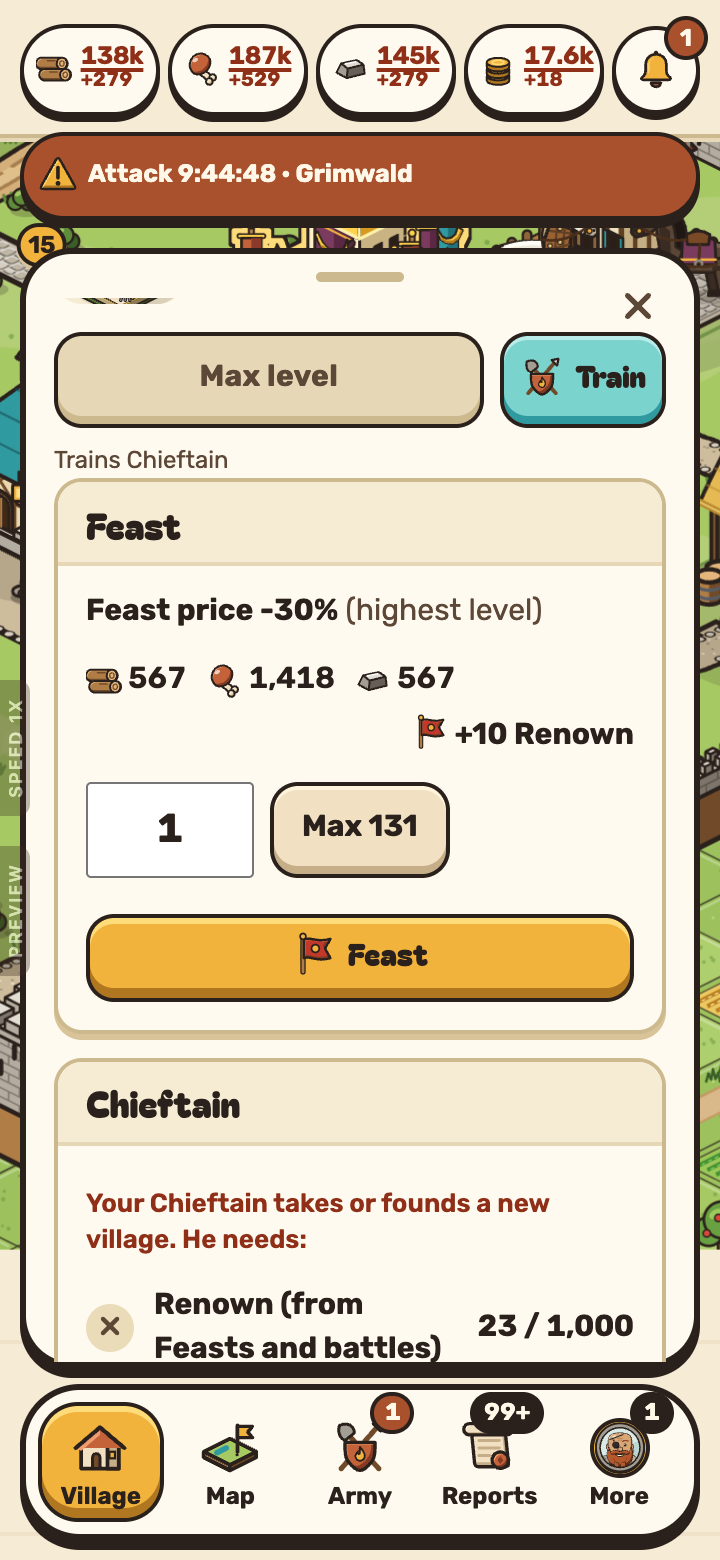 138k
+279
187k
+529
145k
+279
17.6k
+18
1
Attack 9:44:48 • Grimwald
15
Max level
Train
Trains Chieftain
Feast
Feast price -30% (highest level)
567 1,418 567
+10 Renown
1
Max 131
Feast
SPEED 1X
PREVIEW
Chieftain
Your Chieftain takes or founds a new
village. He needs:
Renown (from
Feasts and battles)
23 / 1,000
1
99+
1
Village
Map
Army
Reports
More